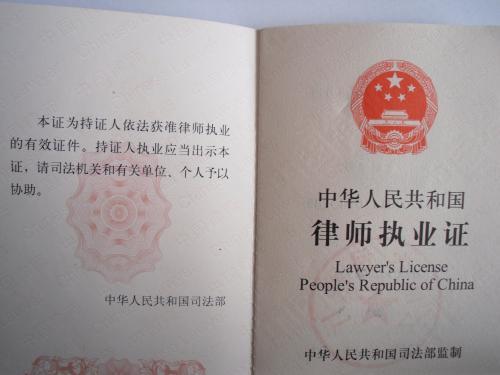 本证为持证人依法获准律师执业
的有效证件。持证人执业应当出示本
证，请司法机关和有关单位、个人予以
协助。
中华人民共和国司法部
中华人民共和国
律师执业证
Lawyer's License
People's Republic of China
中华人民共和国司法部监制